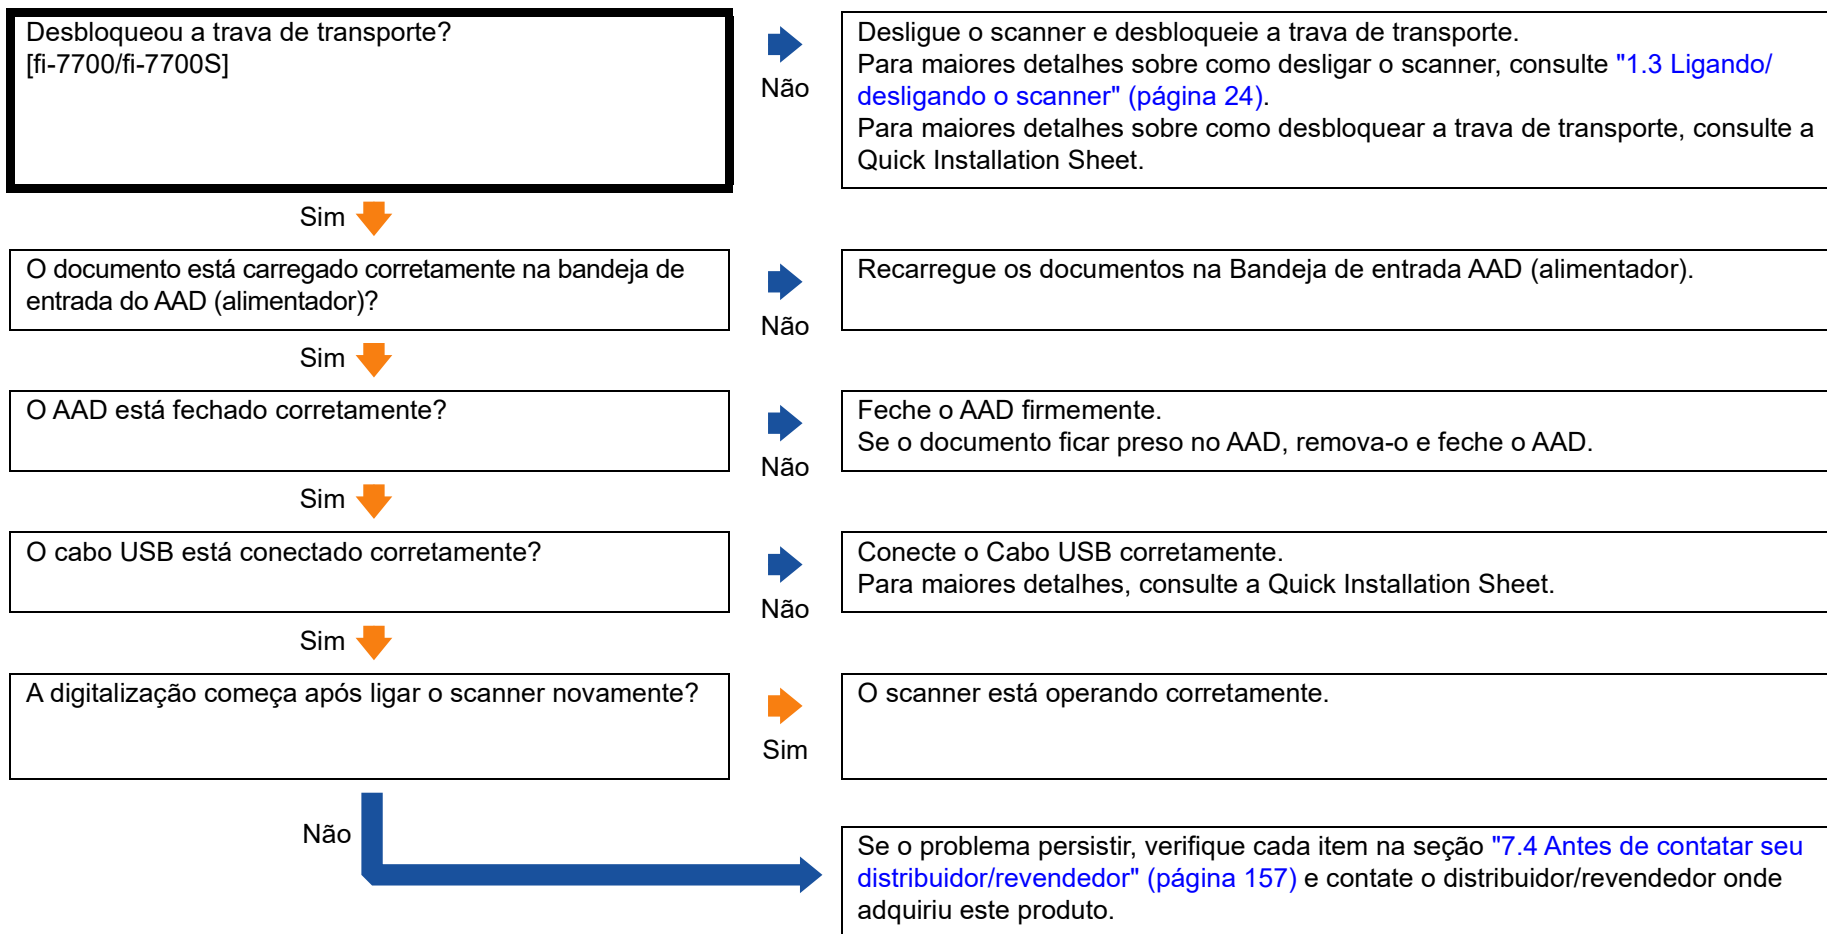 Desbloqueou a trava de transporte?
[fi-7700/fi-7700S]
Não
Desligue o scanner e desbloqueie a trava de transporte.
Para maiores detalhes sobre como desligar o scanner, consulte "1.3 Ligando/
desligando o scanner" (página 24).
Para maiores detalhes sobre como desbloquear a trava de transporte, consulte a
Quick Installation Sheet.
Sim
O documento está carregado corretamente na bandeja de
entrada do AAD (alimentador)?
Não
Recarregue os documentos na Bandeja de entrada AAD (alimentador).
Sim
O AAD está fechado corretamente?
Não
Feche o AAD firmemente.
Se o documento ficar preso no AAD, remova-o e feche o AAD.
Sim
O cabo USB está conectado corretamente?
Não
Conecte o Cabo USB corretamente.
Para maiores detalhes, consulte a Quick Installation Sheet.
Sim
A digitalização começa após ligar o scanner novamente?
Sim
O scanner está operando corretamente.
Não
Se o problema persistir, verifique cada item na seção "7.4 Antes de contatar seu
distribuidor/revendedor" (página 157) e contate o distribuidor/revendedor onde
adquiriu este produto.